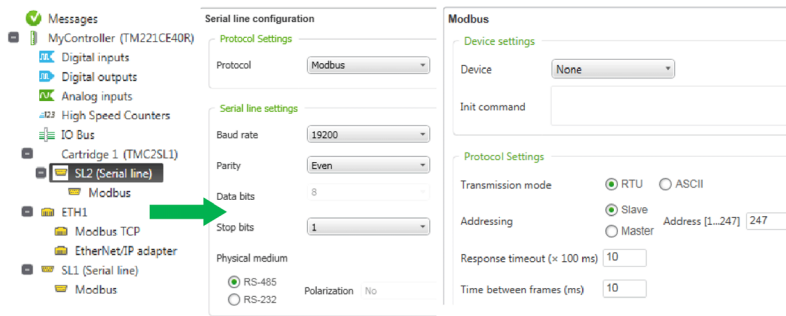 Messages
MyController (TM221CE40R)
Digital inputs
Digital outputs
Analog inputs
High Speed Counters
IO Bus
Cartridge 1 (TMC2SL1)
SL2 (Serial line)
Modbus
ETH1
Modbus TCP
EtherNet/IP adapter
SL1 (Serial line)
Modbus
Serial line configuration
Protocol Settings
Protocol Modbus
Serial line settings
Baud rate 19200
Parity Even
Data bits 8
Stop bits 1
Physical medium
RS-485
RS-232
Polarization No
Modbus
Device settings
Device None
Init command
Protocol Settings
Transmission mode RTU ASCII
Addressing Slave Address [1...247] 247
Master
Response timeout (× 100 ms) 10
Time between frames (ms) 10